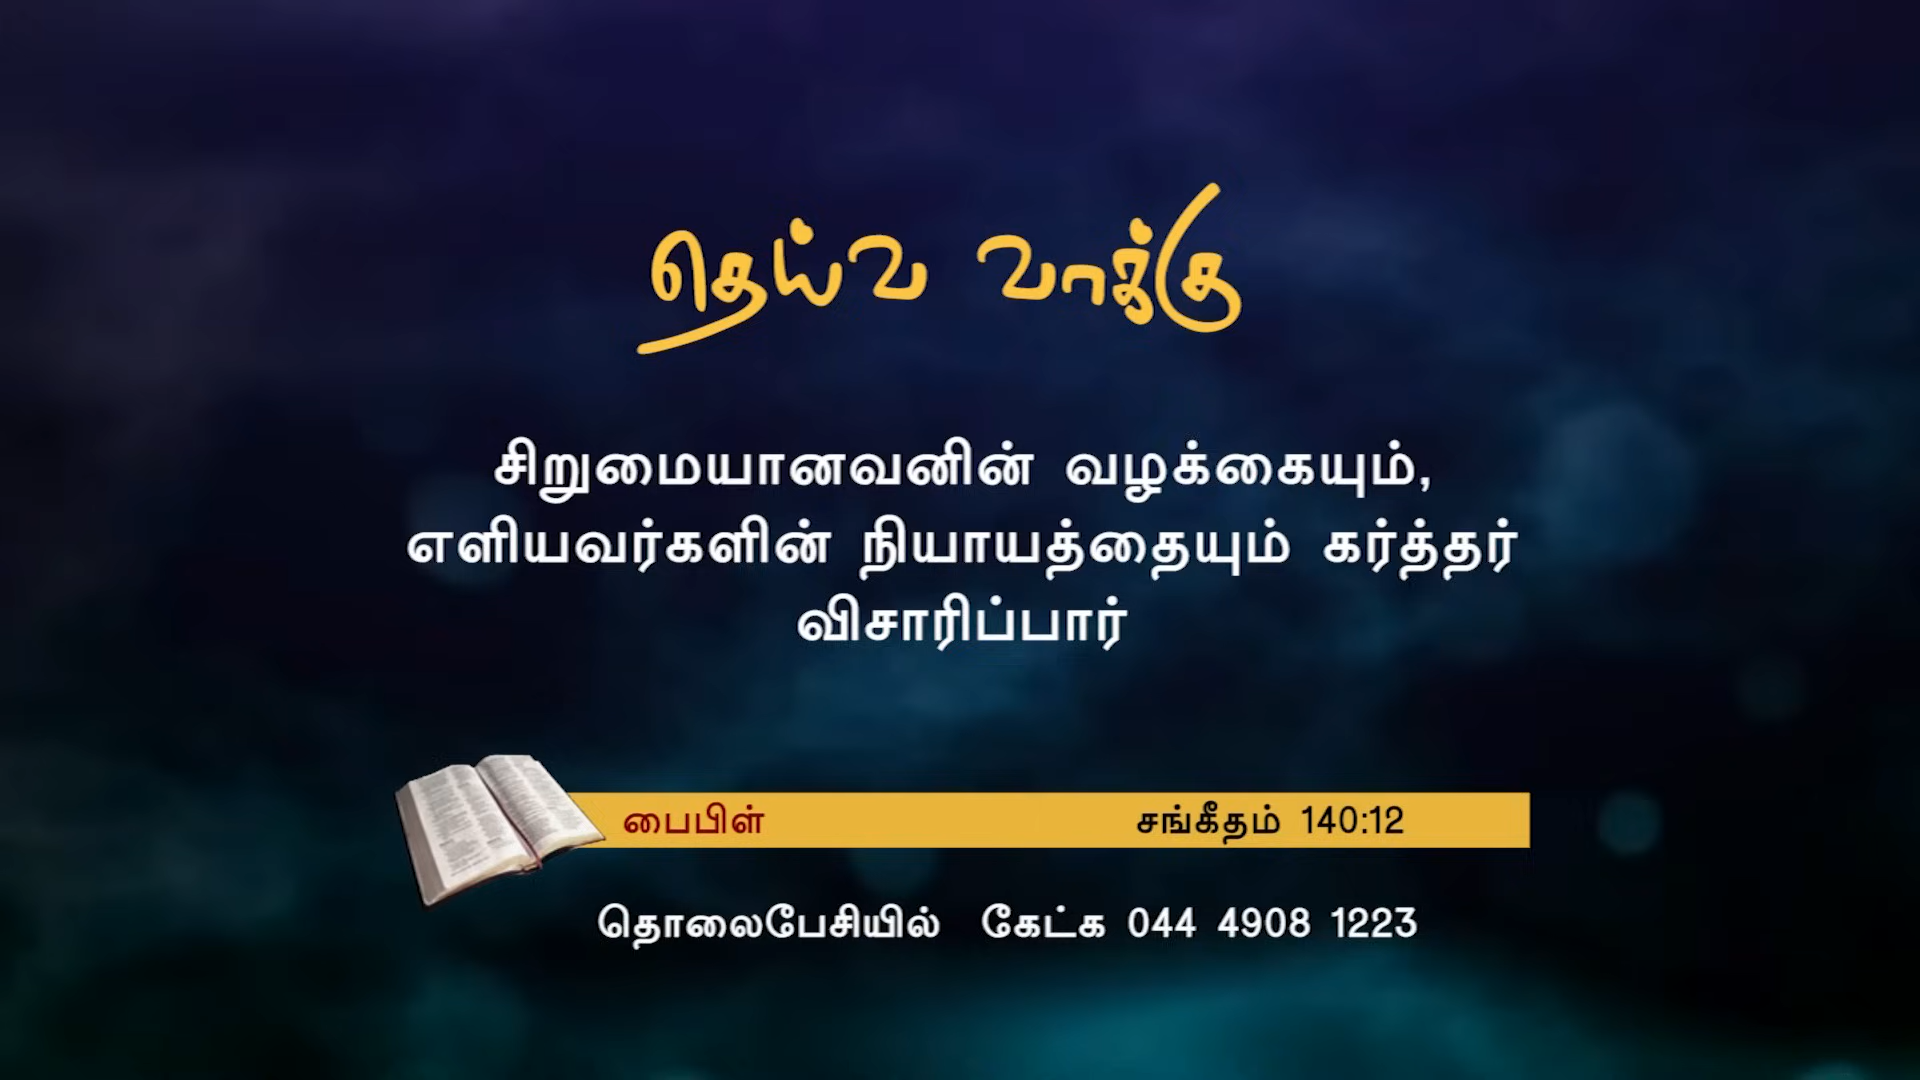 தெய்வ வாக்கு
சிறுமையானவனின் வழக்கையும்,
எளியவர்களின் நியாயத்தையும் கர்த்தர்
விசாரிப்பார்
பைபிள் சங்கீதம் 140:12
தொலைபேசியில் கேட்க 044 4908 1223